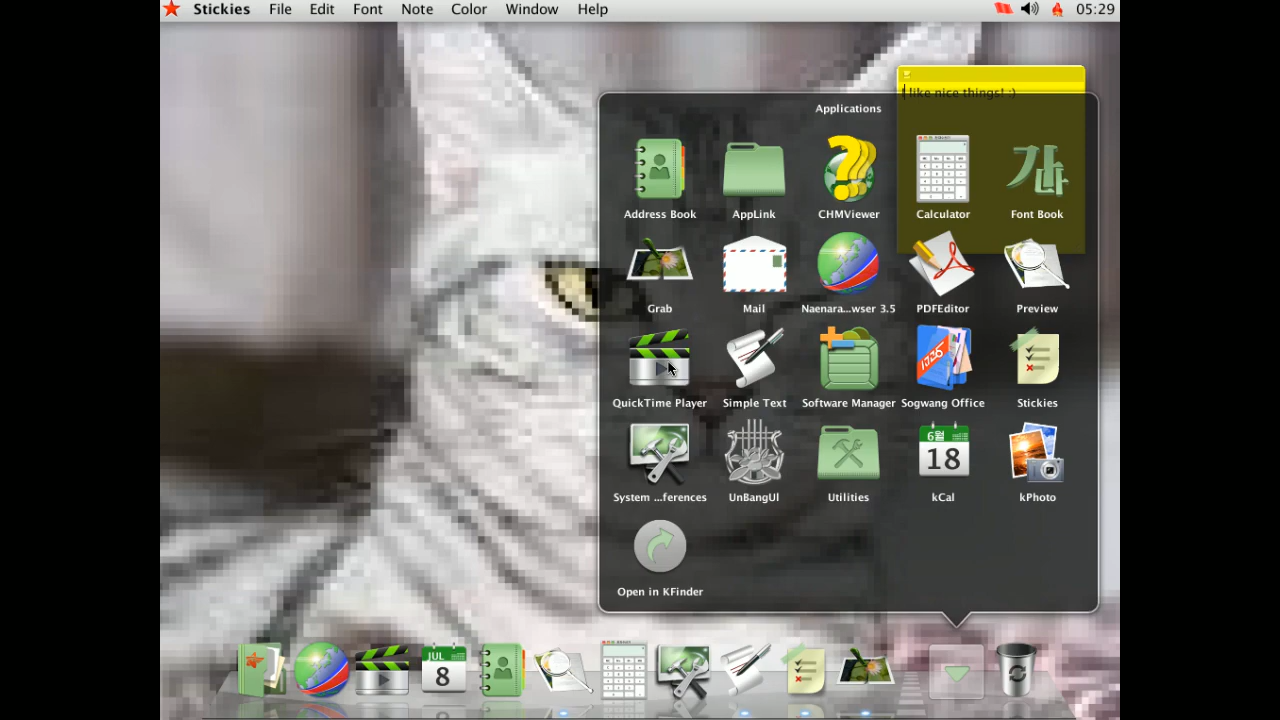 Stickies File Edit Font Note Color Window Help 05:29
I like nice things! :)
Applications
Address Book AppLink CHMViewer Calculator Font Book
가
Grab Mail Naenara...wser 3.5 PDFEditor Preview
QuickTime Player Simple Text Software Manager Sogwang Office Stickies
6월
18
System ...ferences UnBangUI Utilities kCal kPhoto
Open in KFinder
JUL
8